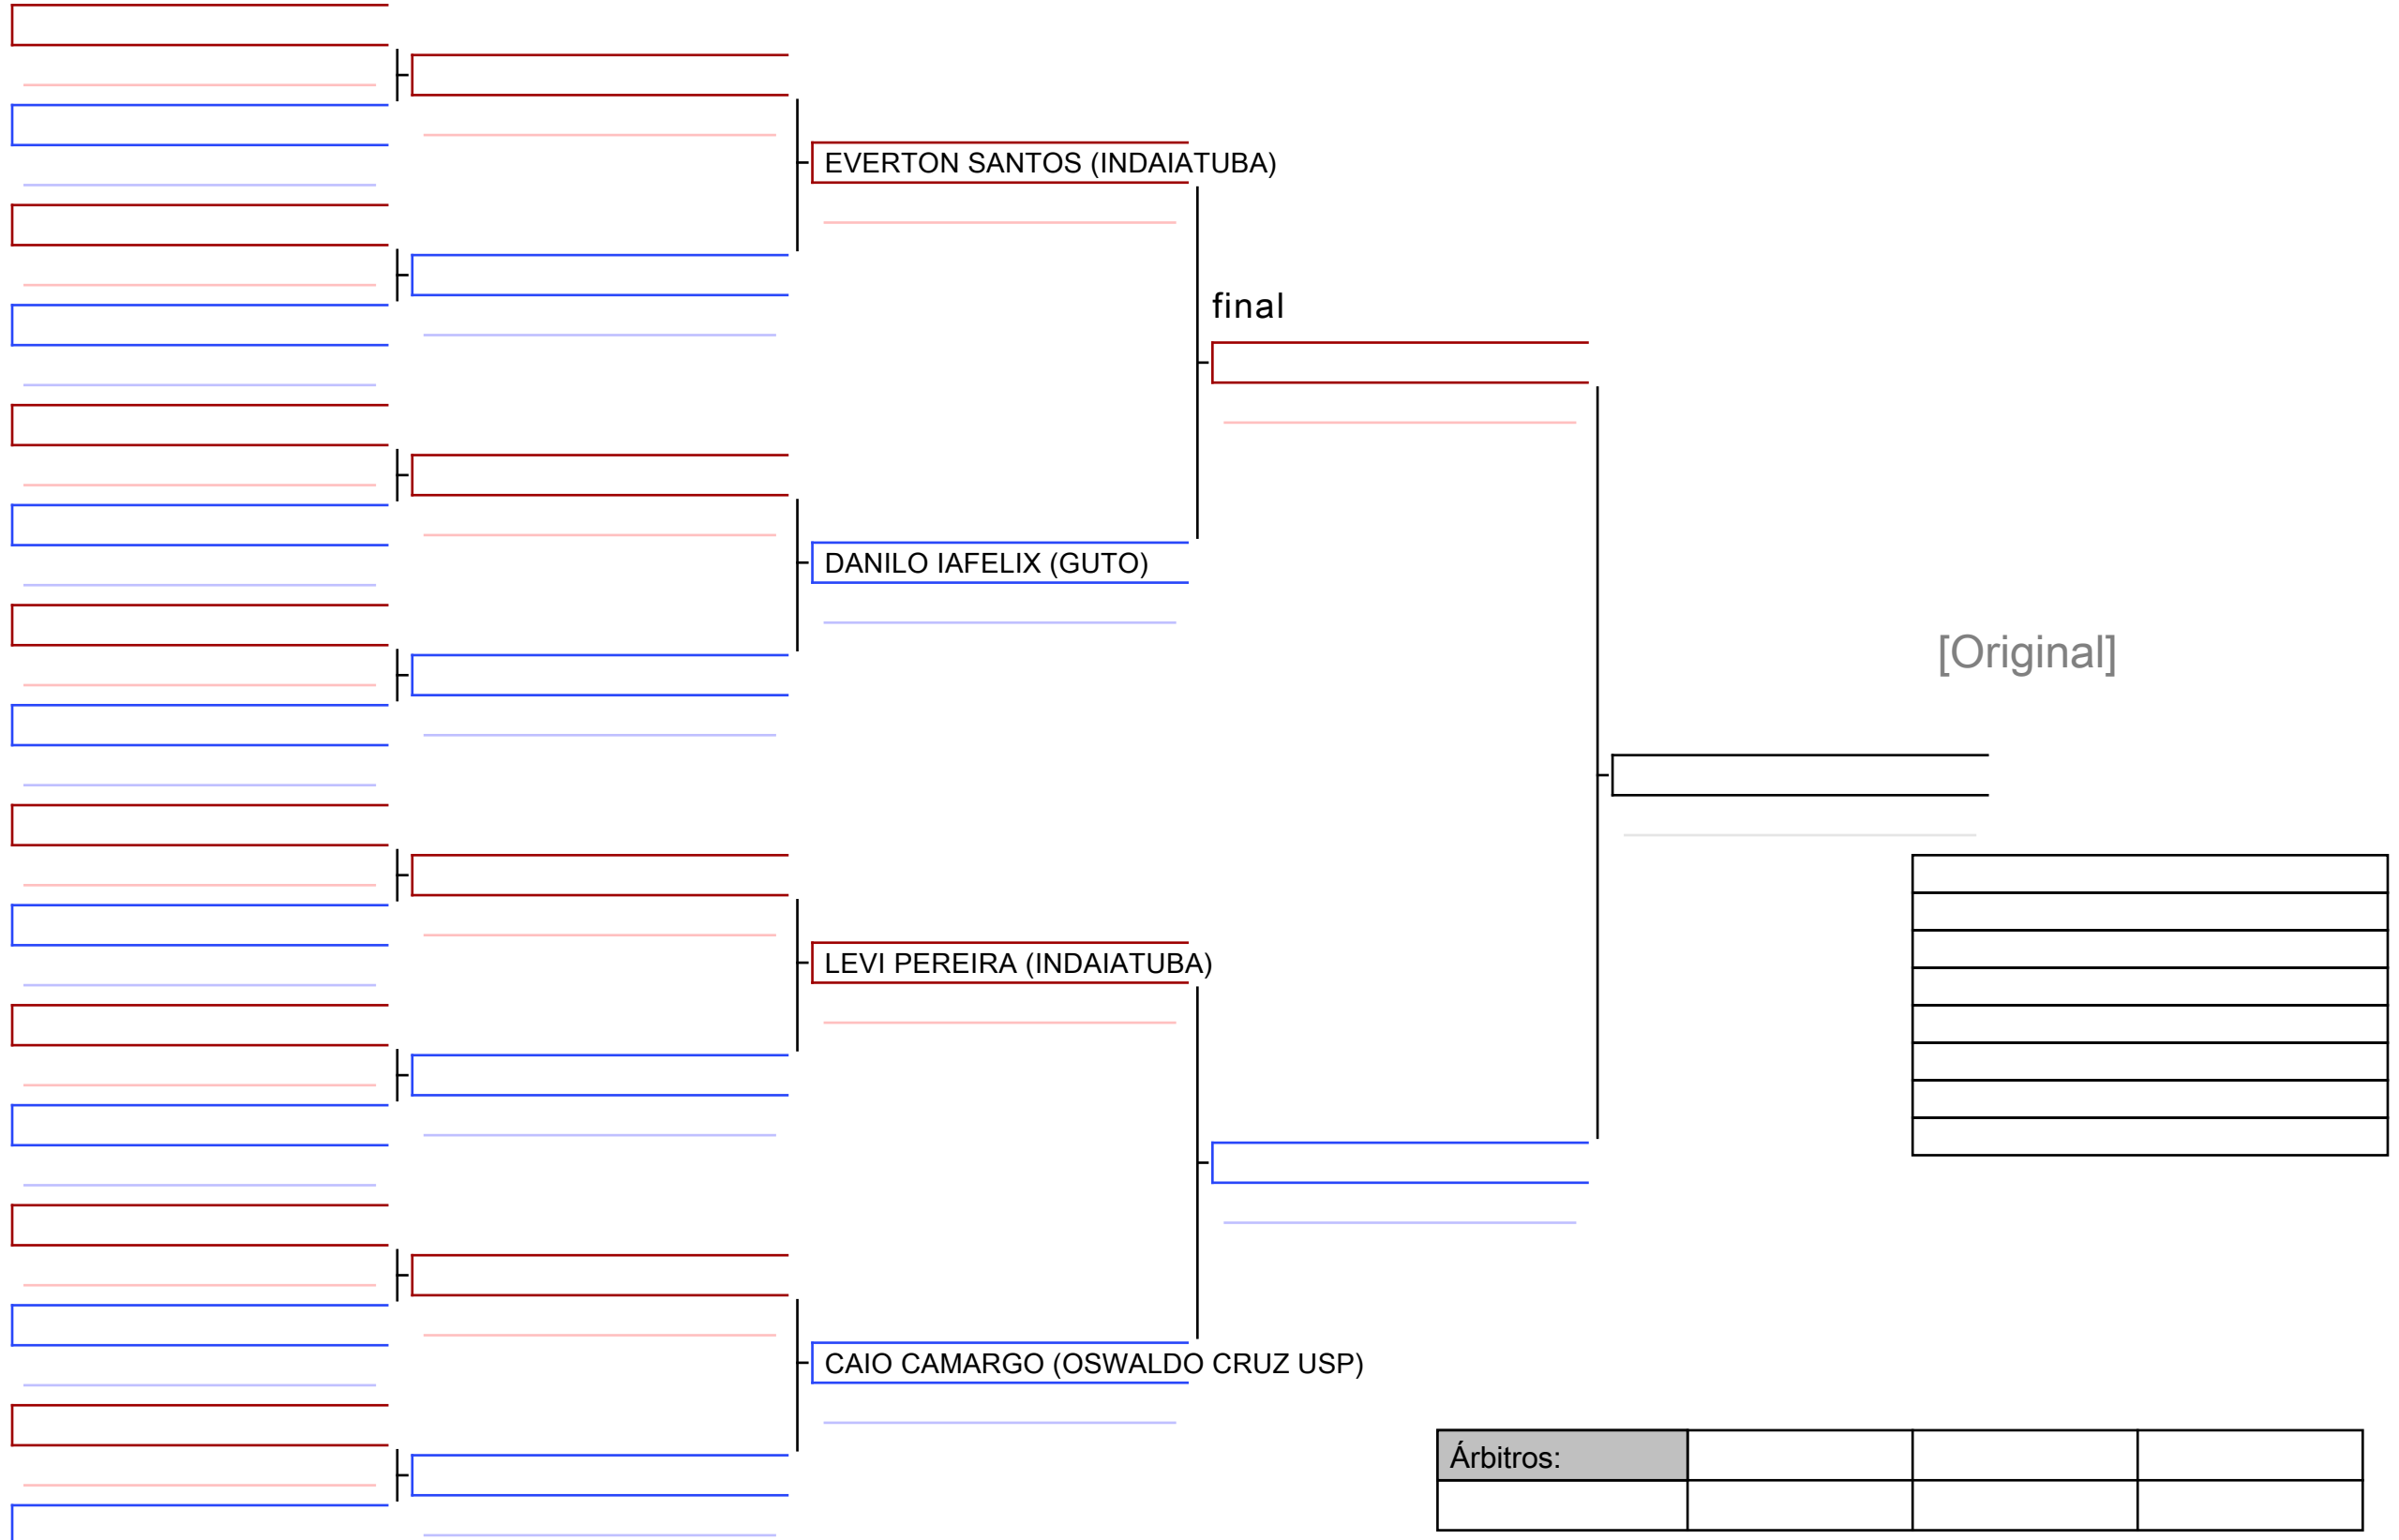 EVERTON SANTOS (INDAIATUBA)
final
DANILO IAFELIX (GUTO)
[Original]
LEVI PEREIRA (INDAIATUBA)
CAIO CAMARGO (OSWALDO CRUZ USP)
Árbitros: